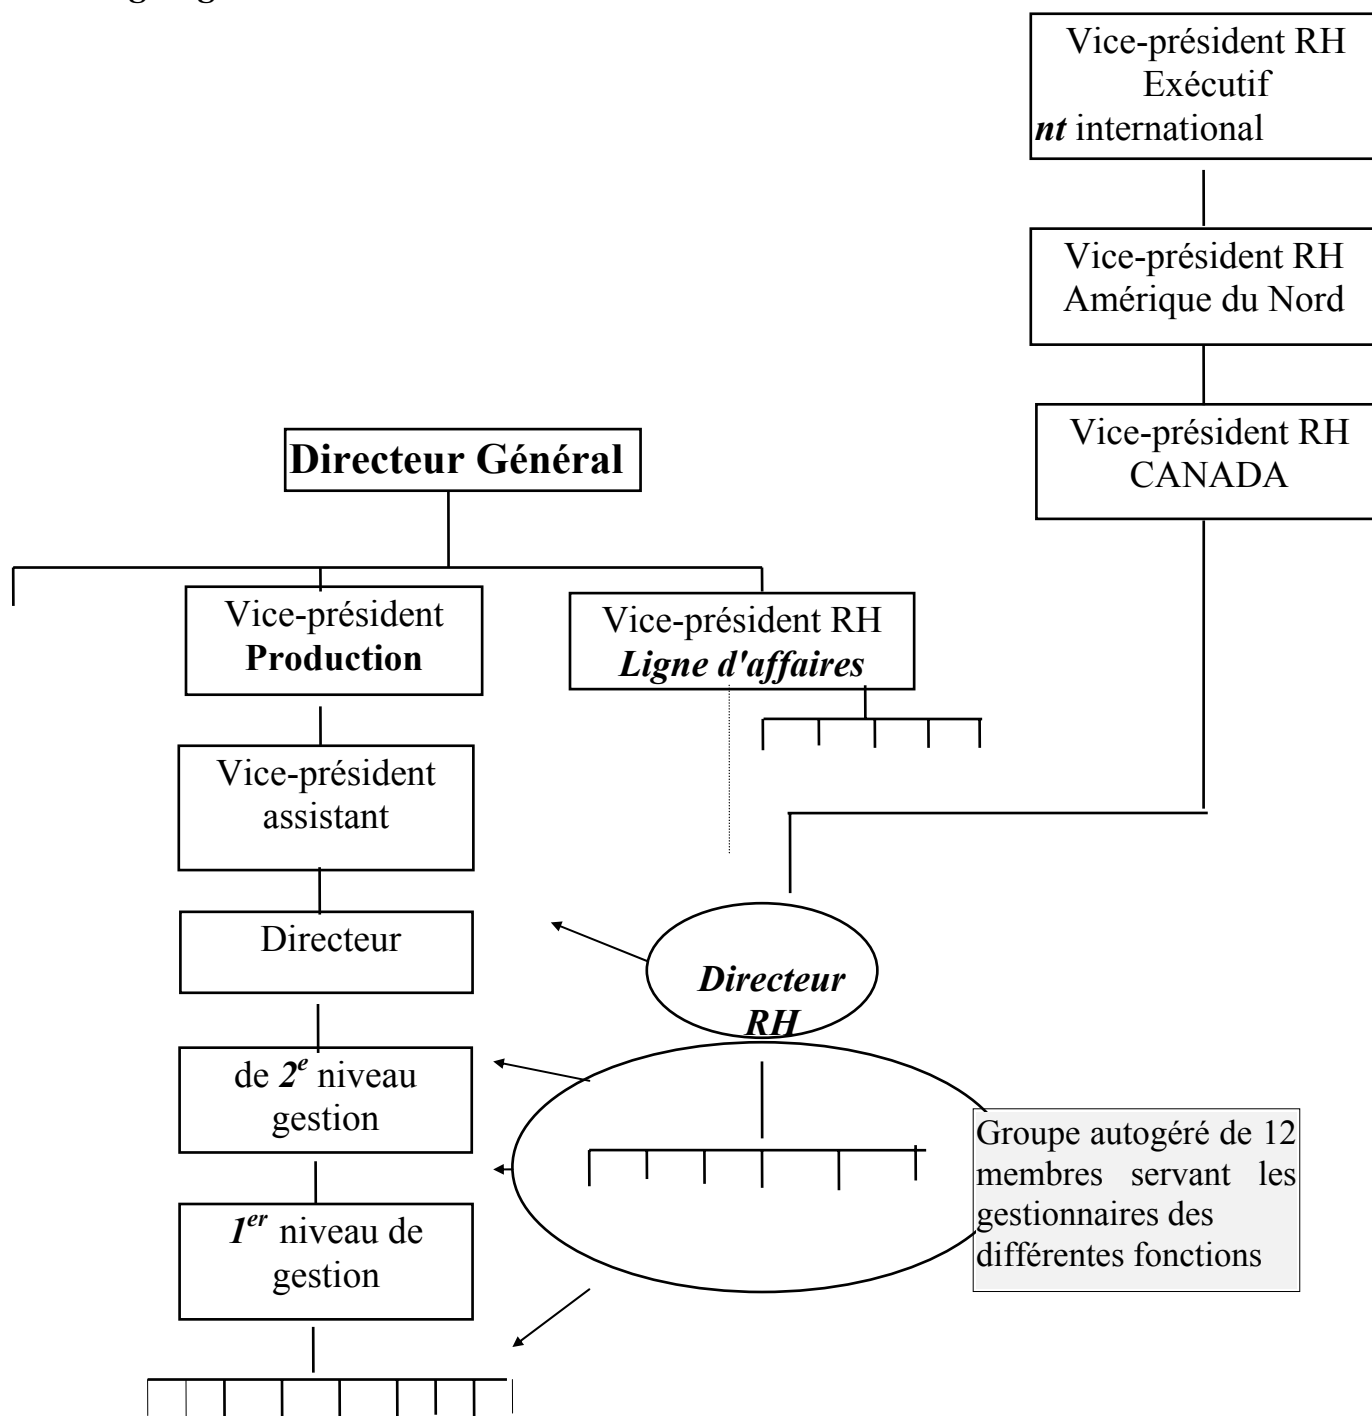 Vice-président RH
Exécutif
nt international
Vice-président RH
Amérique du Nord
Vice-président RH
CANADA
Directeur Général
Vice-président
Production
Vice-président RH
Ligne d'affaires
Vice-président
assistant
Directeur
Directeur
RH
de 2e niveau
gestion
Groupe autogéré de 12
membres servant les
gestionnaires des
différentes fonctions
1er niveau de
gestion